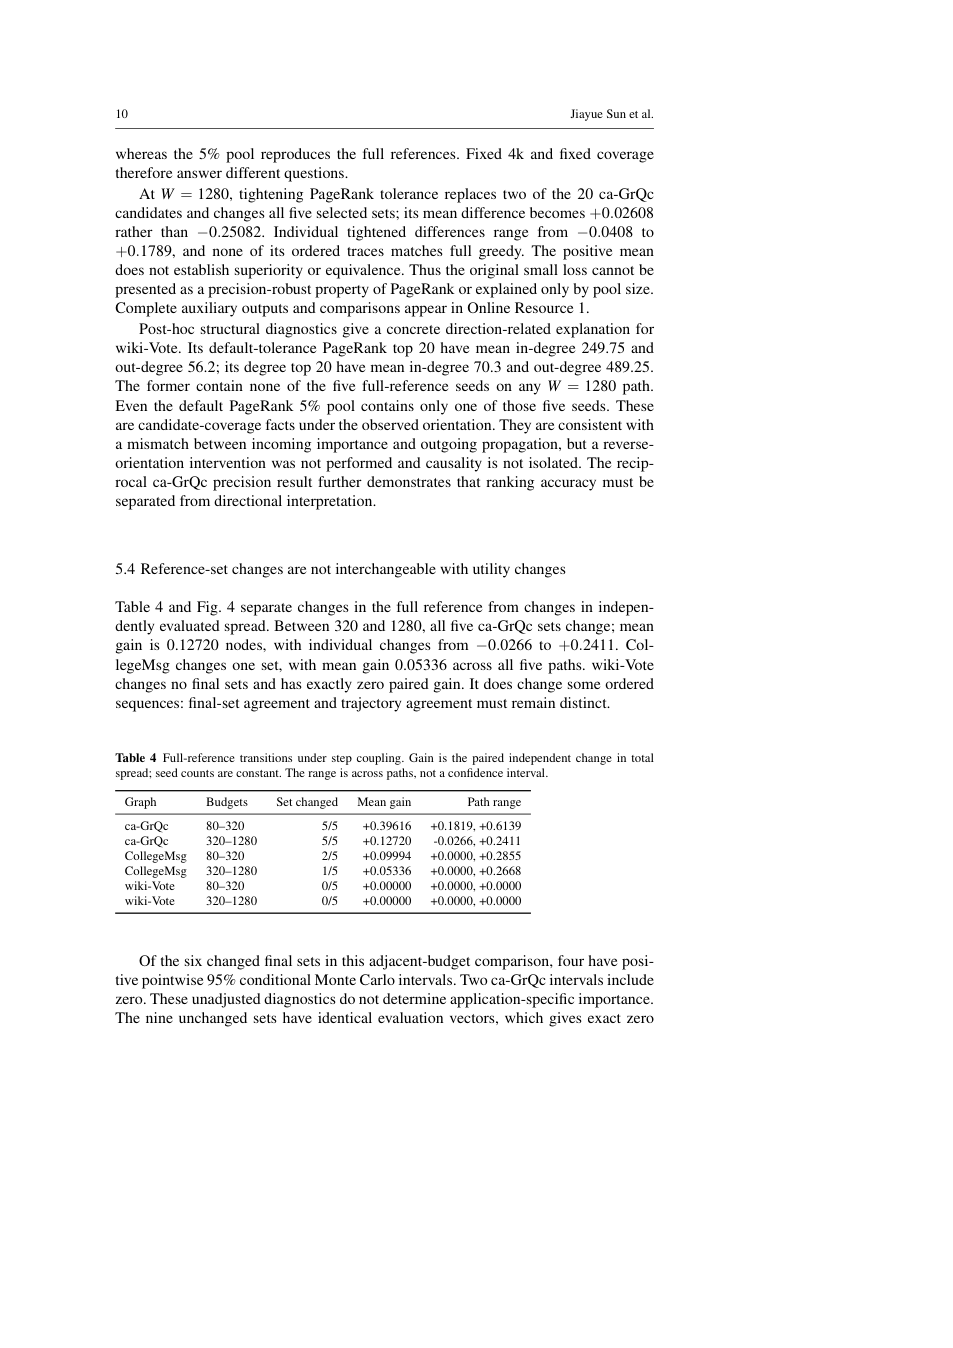 10 Jiayue Sun et al.
whereas the 5% pool reproduces the full references. Fixed 4k and fixed coverage
therefore answer different questions.
At W = 1280, tightening PageRank tolerance replaces two of the 20 ca-GrQc
candidates and changes all five selected sets; its mean difference becomes +0.02608
rather than −0.25082. Individual tightened differences range from −0.0408 to
+0.1789, and none of its ordered traces matches full greedy. The positive mean
does not establish superiority or equivalence. Thus the original small loss cannot be
presented as a precision-robust property of PageRank or explained only by pool size.
Complete auxiliary outputs and comparisons appear in Online Resource 1.
Post-hoc structural diagnostics give a concrete direction-related explanation for
wiki-Vote. Its default-tolerance PageRank top 20 have mean in-degree 249.75 and
out-degree 56.2; its degree top 20 have mean in-degree 70.3 and out-degree 489.25.
The former contain none of the five full-reference seeds on any W = 1280 path.
Even the default PageRank 5% pool contains only one of those five seeds. These
are candidate-coverage facts under the observed orientation. They are consistent with
a mismatch between incoming importance and outgoing propagation, but a reverse-
orientation intervention was not performed and causality is not isolated. The recip-
rocal ca-GrQc precision result further demonstrates that ranking accuracy must be
separated from directional interpretation.
5.4 Reference-set changes are not interchangeable with utility changes
Table 4 and Fig. 4 separate changes in the full reference from changes in indepen-
dently evaluated spread. Between 320 and 1280, all five ca-GrQc sets change; mean
gain is 0.12720 nodes, with individual changes from −0.0266 to +0.2411. Col-
legeMsg changes one set, with mean gain 0.05336 across all five paths. wiki-Vote
changes no final sets and has exactly zero paired gain. It does change some ordered
sequences: final-set agreement and trajectory agreement must remain distinct.
Table 4 Full-reference transitions under step coupling. Gain is the paired independent change in total
spread; seed counts are constant. The range is across paths, not a confidence interval.
Graph Budgets Set changed Mean gain Path range
ca-GrQc 80–320 5/5 +0.39616 +0.1819, +0.6139
ca-GrQc 320–1280 5/5 +0.12720 -0.0266, +0.2411
CollegeMsg 80–320 2/5 +0.09994 +0.0000, +0.2855
CollegeMsg 320–1280 1/5 +0.05336 +0.0000, +0.2668
wiki-Vote 80–320 0/5 +0.00000 +0.0000, +0.0000
wiki-Vote 320–1280 0/5 +0.00000 +0.0000, +0.0000
Of the six changed final sets in this adjacent-budget comparison, four have posi-
tive pointwise 95% conditional Monte Carlo intervals. Two ca-GrQc intervals include
zero. These unadjusted diagnostics do not determine application-specific importance.
The nine unchanged sets have identical evaluation vectors, which gives exact zero